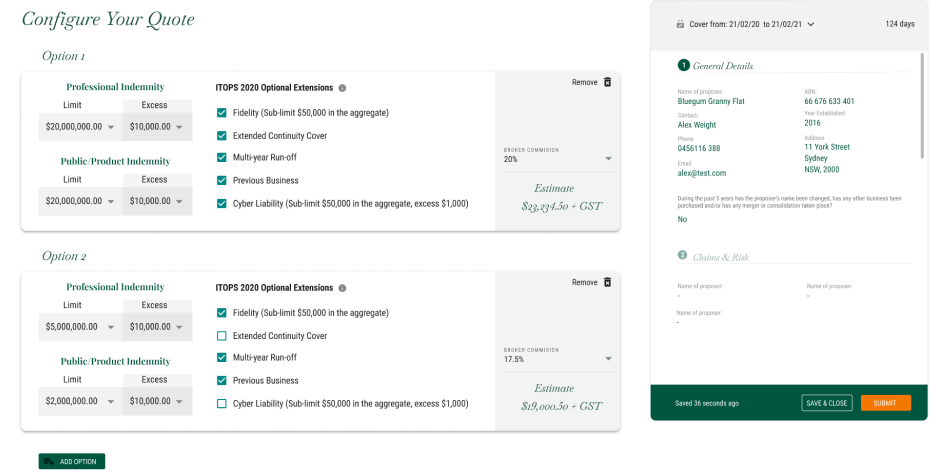 Configure Your Quote
Option 1
Professional Indemnity
Limit Excess
$20,000,000.00 $10,000.00
Public/Product Indemnity
Limit Excess
$20,000,000.00 $10,000.00
ITOPS 2020 Optional Extensions
Fidelity (Sub-limit $50,000 in the aggregate)
Extended Continuity Cover
Multi-year Run-off
Previous Business
Cyber Liability (Sub-limit $50,000 in the aggregate, excess $1,000)
Remove
BROKER COMMISION
20%
Estimate
$23,234.50 + GST
Option 2
Professional Indemnity
Limit Excess
$5,000,000.00 $10,000.00
Public/Product Indemnity
Limit Excess
$2,000,000.00 $10,000.00
ITOPS 2020 Optional Extensions
Fidelity (Sub-limit $50,000 in the aggregate)
Extended Continuity Cover
Multi-year Run-off
Previous Business
Cyber Liability (Sub-limit $50,000 in the aggregate, excess $1,000)
Remove
BROKER COMMISION
17.5%
Estimate
$19,000.50 + GST
ADD OPTION
Cover from: 21/02/20 to 21/02/21
124 days
1 General Details
Name of proposer:
Bluegum Granny Flat
Contact:
Alex Weight
Phone
0456116 388
Email
alex@test.com
ABN:
66 676 633 401
Year Established
2016
Address
11 York Street
Sydney
NSW, 2000
During the past 5 years has the proposer's name been changed, has any other business been
purchased and/or has any merger or consolidation taken place?
No
2 Claims & Risk
Name of proposer: Name of proposer:
- -
Name of proposer:
-
Saved 36 seconds ago
SAVE & CLOSE
SUBMIT